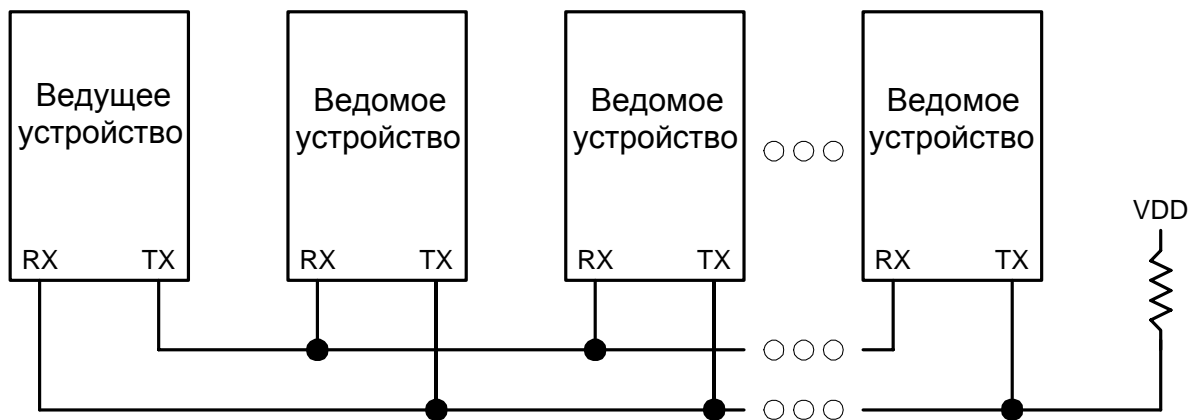 Ведущее
устройство
Ведомое
устройство
Ведомое
устройство
Ведомое
устройство
VDD
RX TX
RX TX
RX TX
RX TX